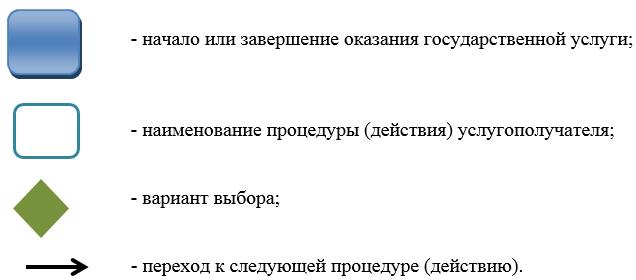 - начало или завершение оказания государственной услуги;
- наименование процедуры (действия) услугополучателя;
- вариант выбора;
- переход к следующей процедуре (действию).